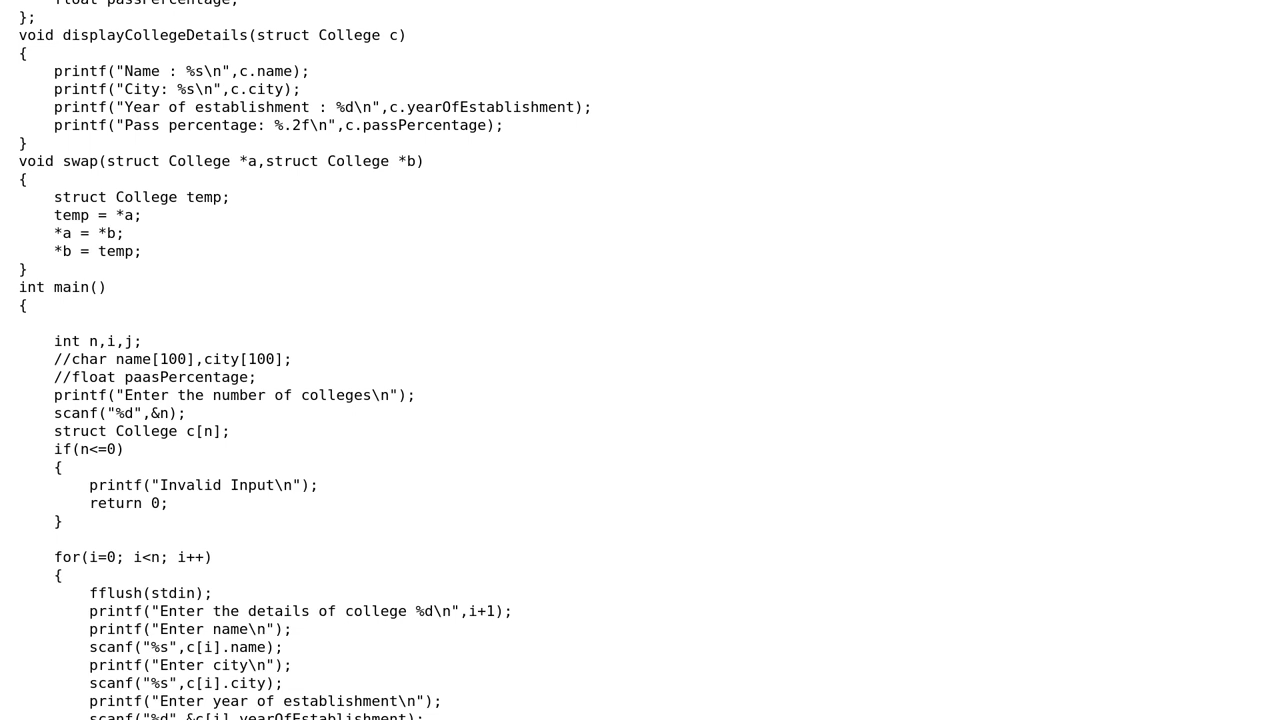 float passPercentage;
};
void displayCollegeDetails(struct College c)
{
    printf("Name : %s\n",c.name);
    printf("City: %s\n",c.city);
    printf("Year of establishment : %d\n",c.yearOfEstablishment);
    printf("Pass percentage: %.2f\n",c.passPercentage);
}
void swap(struct College *a,struct College *b)
{
    struct College temp;
    temp = *a;
    *a = *b;
    *b = temp;
}
int main()
{
    int n,i,j;
    //char name[100],city[100];
    //float paasPercentage;
    printf("Enter the number of colleges\n");
    scanf("%d",&n);
    struct College c[n];
    if(n<=0)
    {
        printf("Invalid Input\n");
        return 0;
    }
    for(i=0; i<n; i++)
    {
        fflush(stdin);
        printf("Enter the details of college %d\n",i+1);
        printf("Enter name\n");
        scanf("%s",c[i].name);
        printf("Enter city\n");
        scanf("%s",c[i].city);
        printf("Enter year of establishment\n");
        scanf("%d",&c[i].yearOfEstablishment);